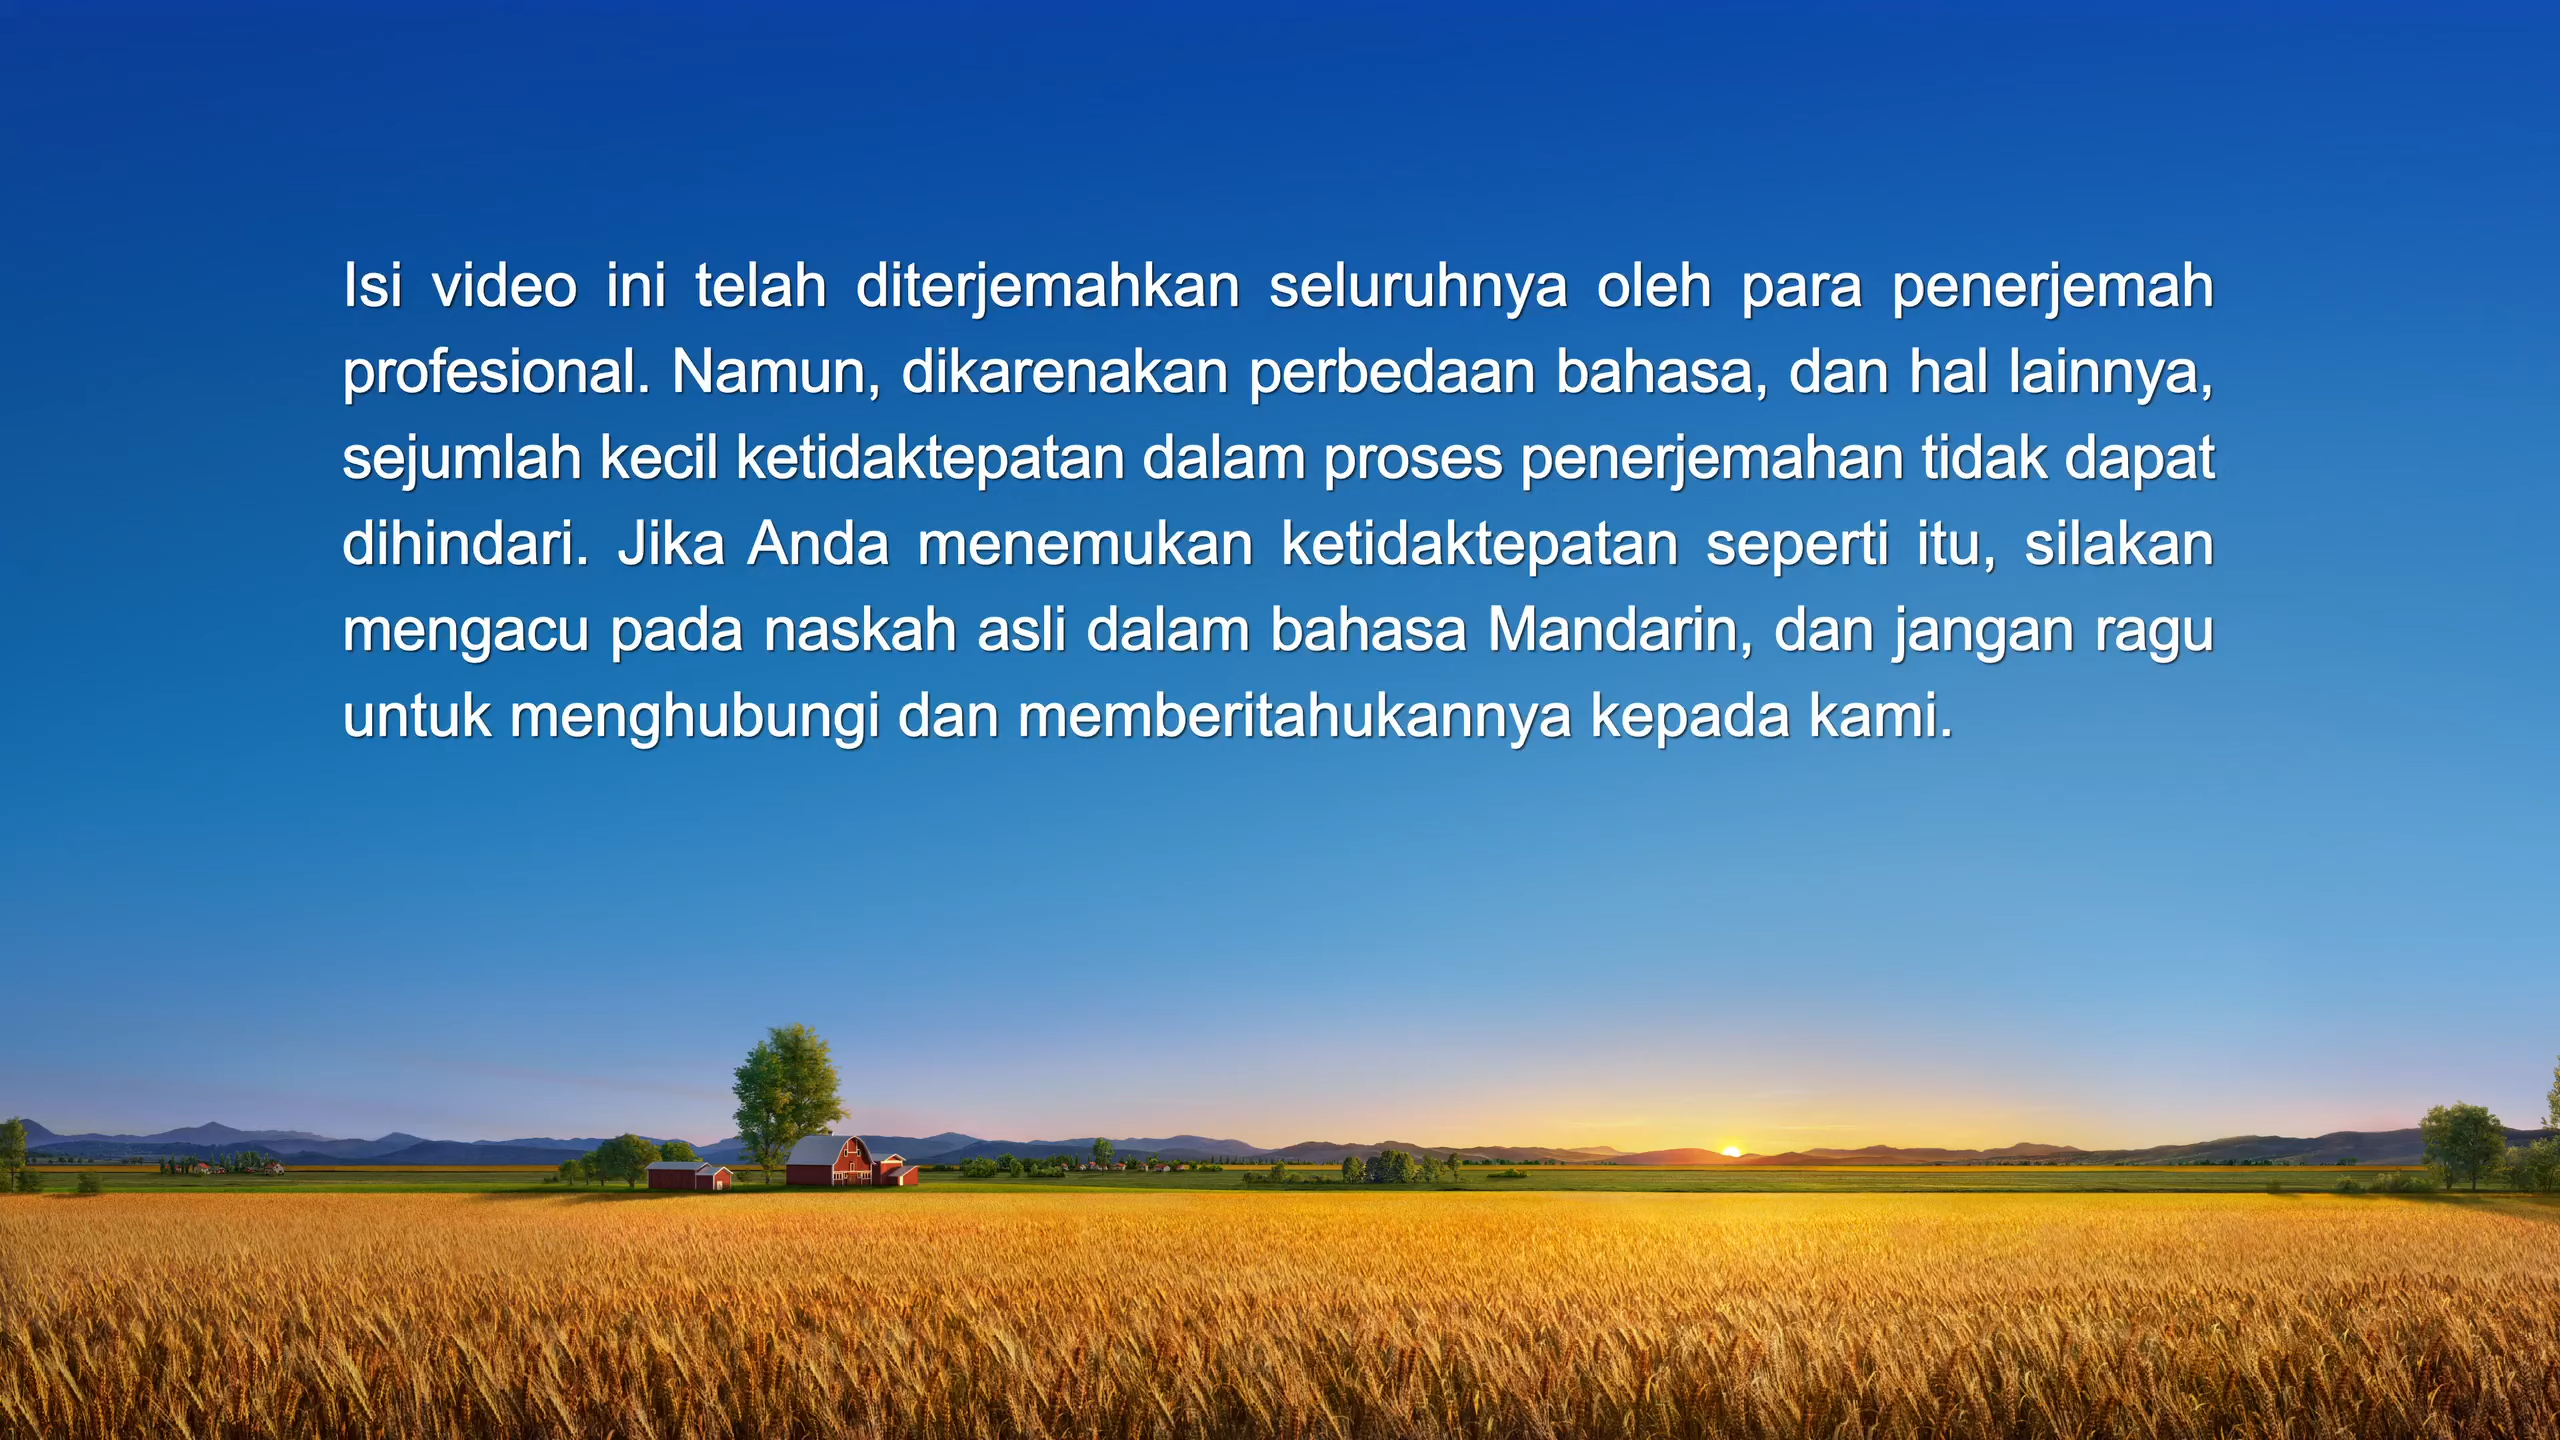 Isi video ini telah diterjemahkan seluruhnya oleh para penerjemah
profesional. Namun, dikarenakan perbedaan bahasa, dan hal lainnya,
sejumlah kecil ketidaktepatan dalam proses penerjemahan tidak dapat
dihindari. Jika Anda menemukan ketidaktepatan seperti itu, silakan
mengacu pada naskah asli dalam bahasa Mandarin, dan jangan ragu
untuk menghubungi dan memberitahukannya kepada kami.